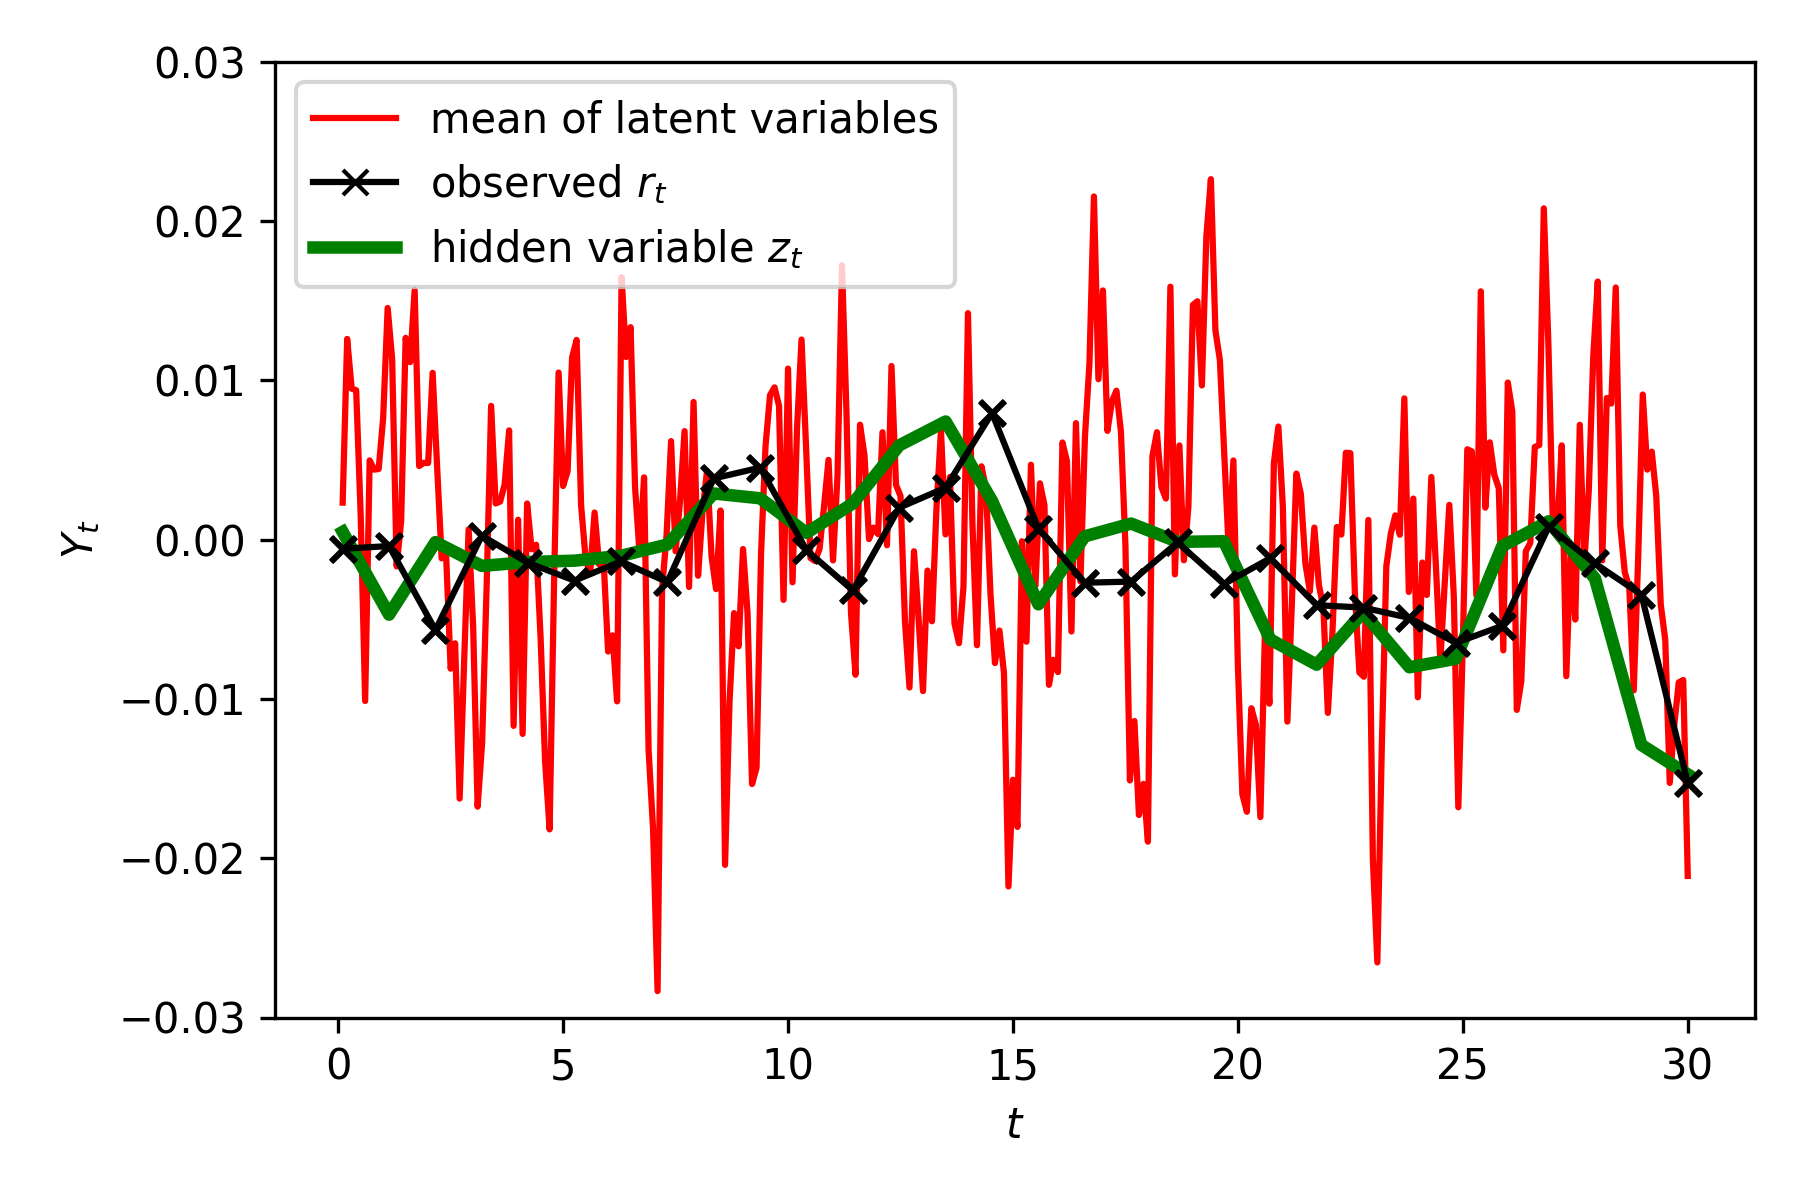 0.03
0.02
0.01
0.00
−0.01
−0.02
−0.03
Y_t
mean of latent variables
observed r_t
hidden variable z_t
0 5 10 15 20 25 30
t